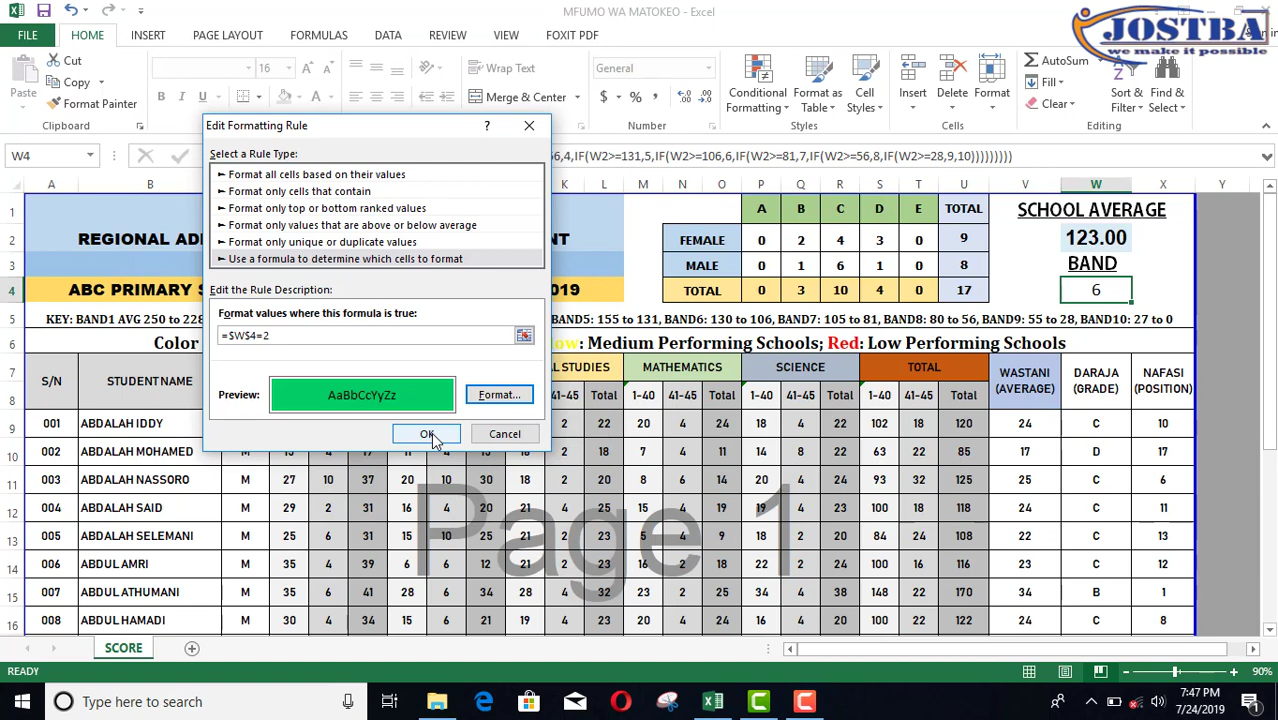 MFUMO WA MATOKEO - Excel
JOSTBA
we make it possible
FILE HOME INSERT PAGE LAYOUT FORMULAS DATA REVIEW VIEW FOXIT PDF
Paste Cut Copy Format Painter Clipboard
16 Wrap Text Merge & Center
General $ % , Number
Conditional Formatting Format as Table Cell Styles Styles
Insert Delete Format Cells
AutoSum Fill Clear Sort & Filter Find & Select Editing
W4 56,4,IF(W2>=131,5,IF(W2>=106,6,IF(W2>=81,7,IF(W2>=56,8,IF(W2>=28,9,10)))))))))
Edit Formatting Rule ?
Select a Rule Type:
► Format all cells based on their values
► Format only cells that contain
► Format only top or bottom ranked values
► Format only values that are above or below average
► Format only unique or duplicate values
► Use a formula to determine which cells to format
Edit the Rule Description:
Format values where this formula is true:
=$W$4=2
Preview: AaBbCcYyZz Format...
OK Cancel
A B K L M N O P Q R S T U V W X Y
1 A B C D E TOTAL SCHOOL AVERAGE
2 REGIONAL AD NT FEMALE 0 2 4 3 0 9 123.00
3 MALE 0 1 6 1 0 8 BAND
4 ABC PRIMARY S 019 TOTAL 0 3 10 4 0 17 6
5 KEY: BAND1 AVG 250 to 228 D5: 155 to 131, BAND6: 130 to 106, BAND7: 105 to 81, BAND8: 80 to 56, BAND9: 55 to 28, BAND10: 27 to 0
6 Color ow: Medium Performing Schools; Red: Low Performing Schools
7 S/N STUDENT NAME L STUDIES MATHEMATICS SCIENCE TOTAL WASTANI (AVERAGE) DARAJA (GRADE) NAFASI (POSITION)
8 41-45 Total 1-40 41-45 Total 1-40 41-45 Total 1-40 41-45 Total
9 001 ABDALAH IDDY 2 22 20 4 24 18 4 22 102 18 120 24 C 10
10 002 ABDALAH MOHAMED 2 18 7 4 11 14 8 22 63 22 85 17 D 17
11 003 ABDALAH NASSORO M 27 10 37 20 10 30 18 2 20 8 6 14 20 4 24 93 32 125 25 C 6
12 004 ABDALAH SAID M 29 2 31 16 4 2 15 4 19 19 4 23 100 18 118 24 C 11
13 005 ABDALAH SELEMANI M 25 6 31 15 10 25 21 2 23 5 4 9 18 2 20 84 24 108 22 C 13
14 006 ABDUL AMRI M 35 4 39 6 6 12 21 2 23 16 2 18 22 2 24 100 16 116 23 C 12
15 007 ABDUL ATHUMANI M 35 6 41 28 6 34 28 4 32 23 2 25 34 4 38 148 22 170 34 B 1
16 008 ABDUL HAMADI M 30 4 34 15 6 21 19 4 23 20 4 24 16 4 20 100 22 122 24 C 8
Page 1
SCORE
READY 90%
Type here to search
7:47 PM
7/24/2019